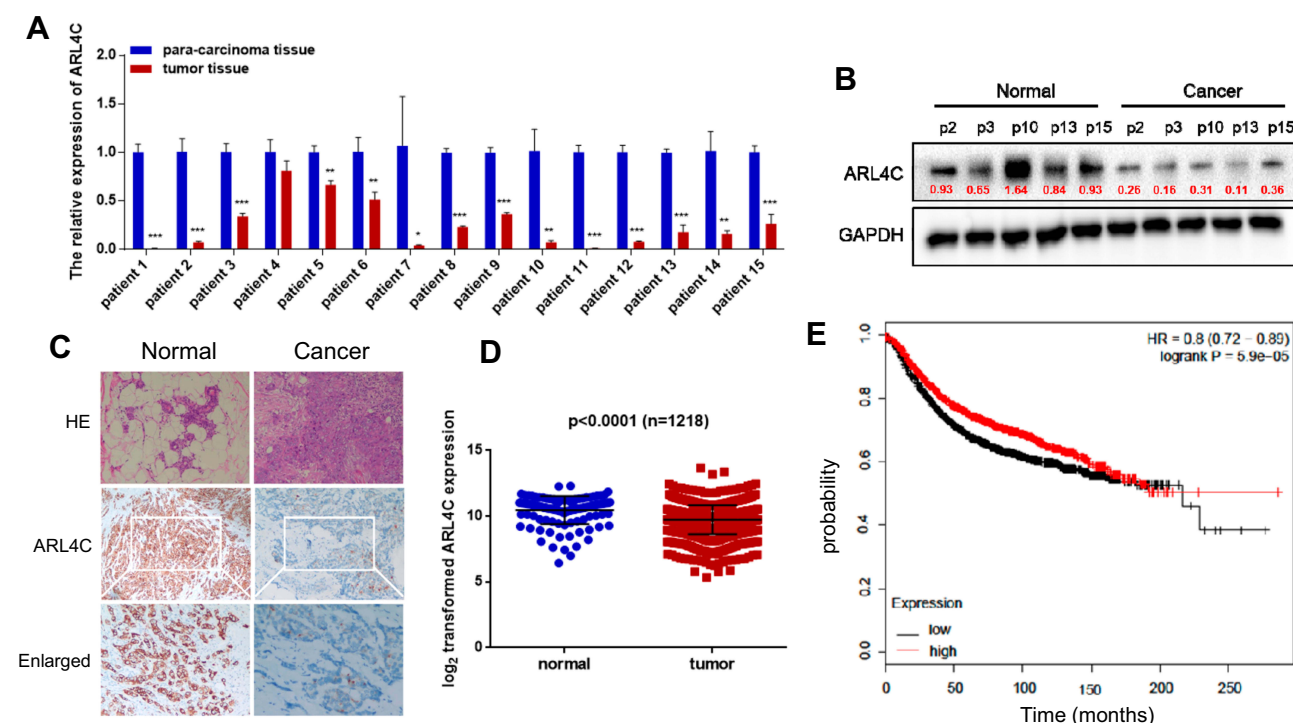 A
The relative expression of ARL4C
2.0
1.5
1.0
0.5
0.0
para-carcinoma tissue
tumor tissue
***
***
***
**
**
*
***
***
**
***
***
***
**
***
patient 1
patient 2
patient 3
patient 4
patient 5
patient 6
patient 7
patient 8
patient 9
patient 10
patient 11
patient 12
patient 13
patient 14
patient 15
B
Normal Cancer
p2 p3 p10 p13 p15 p2 p3 p10 p13 p15
ARL4C
0.93 0.65 1.64 0.84 0.93 0.26 0.16 0.31 0.11 0.36
GAPDH
C
Normal Cancer
HE
ARL4C
Enlarged
D
p<0.0001 (n=1218)
log2 transformed ARL4C expression
15
10
5
0
normal tumor
E
HR = 0.8 (0.72 − 0.89)
logrank P = 5.9e−05
probability
1.0
0.8
0.6
0.4
0.2
0.0
Expression
low
high
0 50 100 150 200 250
Time (months)